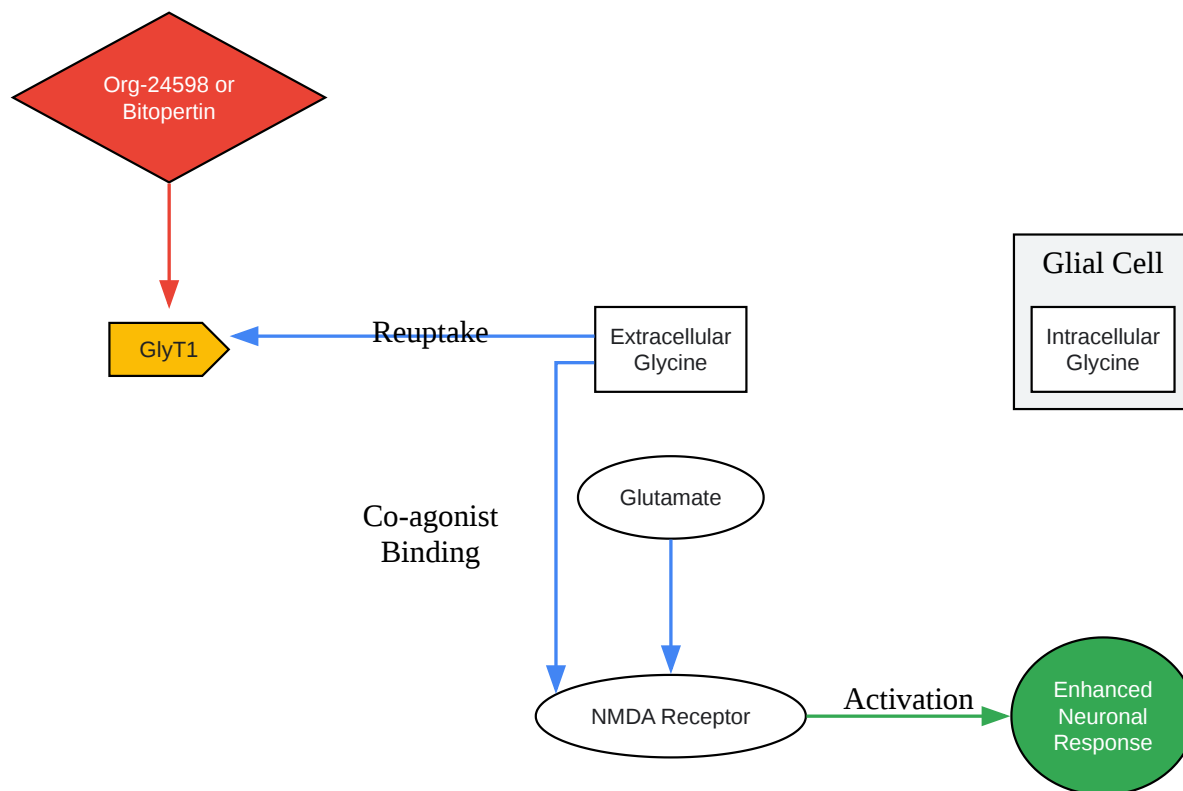 Org-24598 or
Bitopertin
Glial Cell
GlyT1
Reuptake
Extracellular
Glycine
Intracellular
Glycine
Glutamate
Co-agonist
Binding
NMDA Receptor
Activation
Enhanced
Neuronal
Response